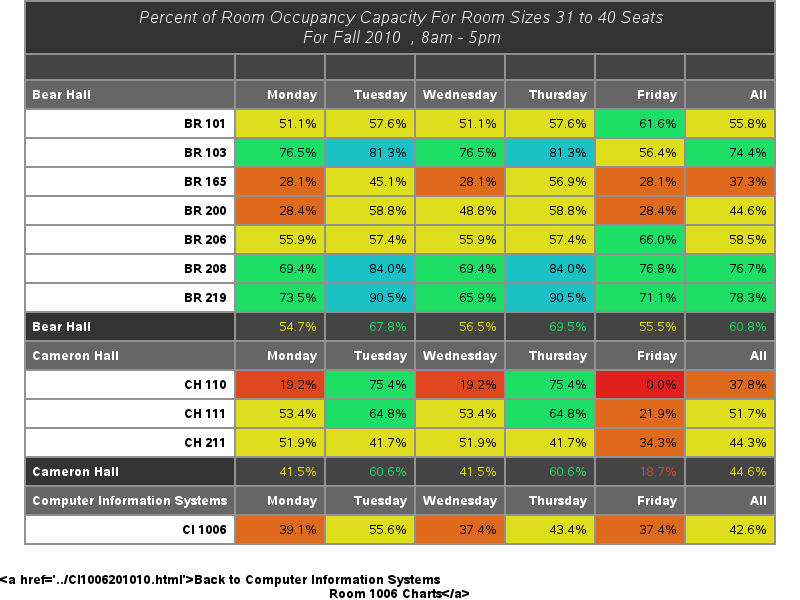 Percent of Room Occupancy Capacity For Room Sizes 31 to 40 Seats
For Fall 2010 , 8am - 5pm
Bear Hall Monday Tuesday Wednesday Thursday Friday All
BR 101 51.1% 57.6% 51.1% 57.6% 61.6% 55.8%
BR 103 76.5% 81.3% 76.5% 81.3% 56.4% 74.4%
BR 165 28.1% 45.1% 28.1% 56.9% 28.1% 37.3%
BR 200 28.4% 58.8% 48.8% 58.8% 28.4% 44.6%
BR 206 55.9% 57.4% 55.9% 57.4% 66.0% 58.5%
BR 208 69.4% 84.0% 69.4% 84.0% 76.8% 76.7%
BR 219 73.5% 90.5% 65.9% 90.5% 71.1% 78.3%
Bear Hall 54.7% 67.8% 56.5% 69.5% 55.5% 60.8%
Cameron Hall Monday Tuesday Wednesday Thursday Friday All
CH 110 19.2% 75.4% 19.2% 75.4% 0.0% 37.8%
CH 111 53.4% 64.8% 53.4% 64.8% 21.9% 51.7%
CH 211 51.9% 41.7% 51.9% 41.7% 34.3% 44.3%
Cameron Hall 41.5% 60.6% 41.5% 60.6% 18.7% 44.6%
Computer Information Systems Monday Tuesday Wednesday Thursday Friday All
CI 1006 39.1% 55.6% 37.4% 43.4% 37.4% 42.6%
<a href='../CI1006201010.html'>Back to Computer Information Systems
Room 1006 Charts</a>